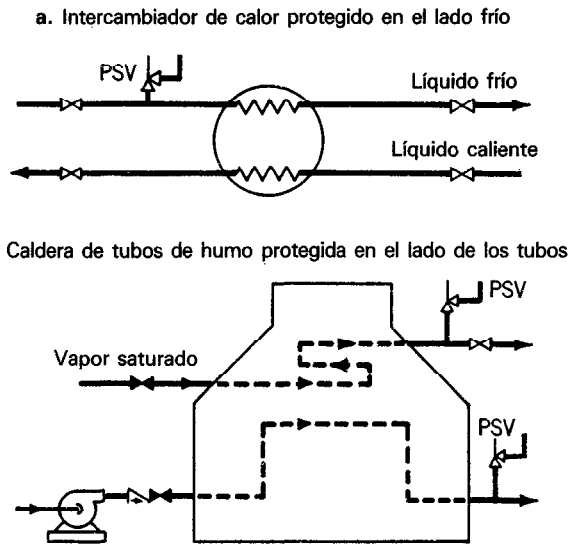 a. Intercambiador de calor protegido en el lado frío
PSV
Líquido frío
Líquido caliente
Caldera de tubos de humo protegida en el lado de los tubos
PSV
Vapor saturado
PSV